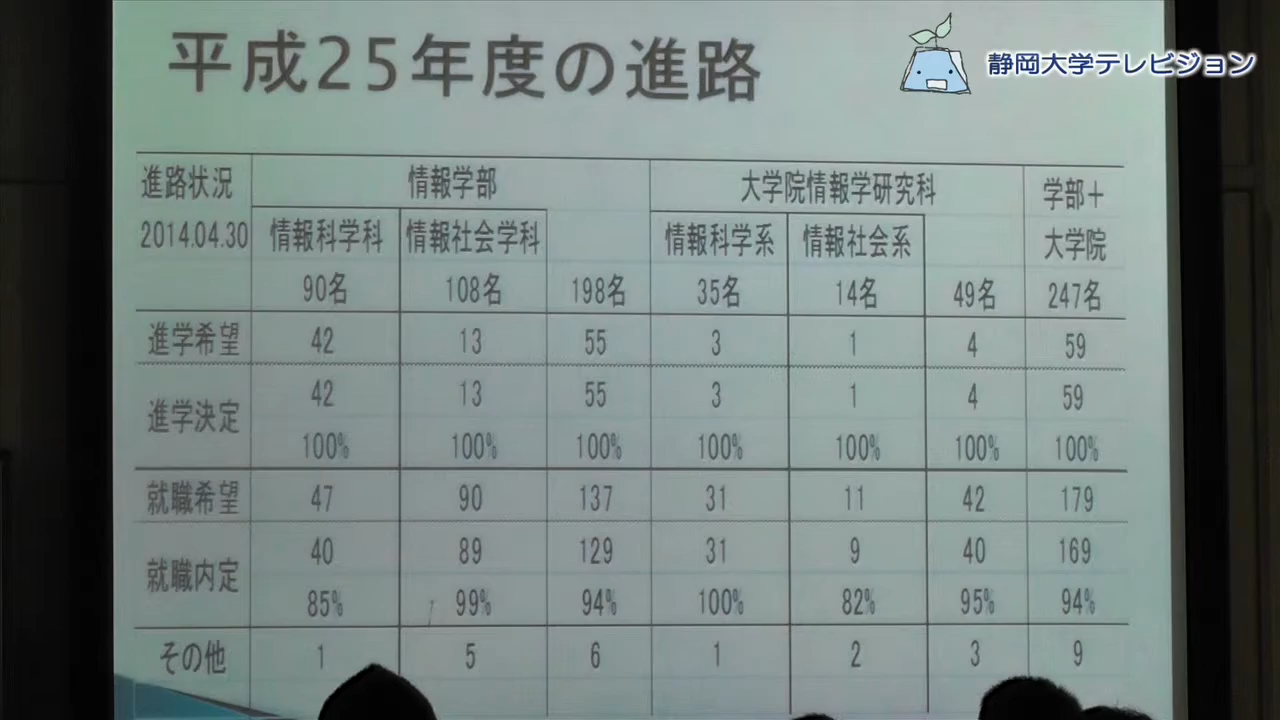 平成25年度の進路
静岡大学テレビジョン
進路状況 情報学部 大学院情報学研究科 学部＋
2014.04.30 情報科学科 情報社会学科 情報科学系 情報社会系 大学院
90名 108名 198名 35名 14名 49名 247名
進学希望 42 13 55 3 1 4 59
進学決定 42 13 55 3 1 4 59
100% 100% 100% 100% 100% 100% 100%
就職希望 47 90 137 31 11 42 179
就職内定 40 89 129 31 9 40 169
85% 99% 94% 100% 82% 95% 94%
その他 1 5 6 1 2 3 9